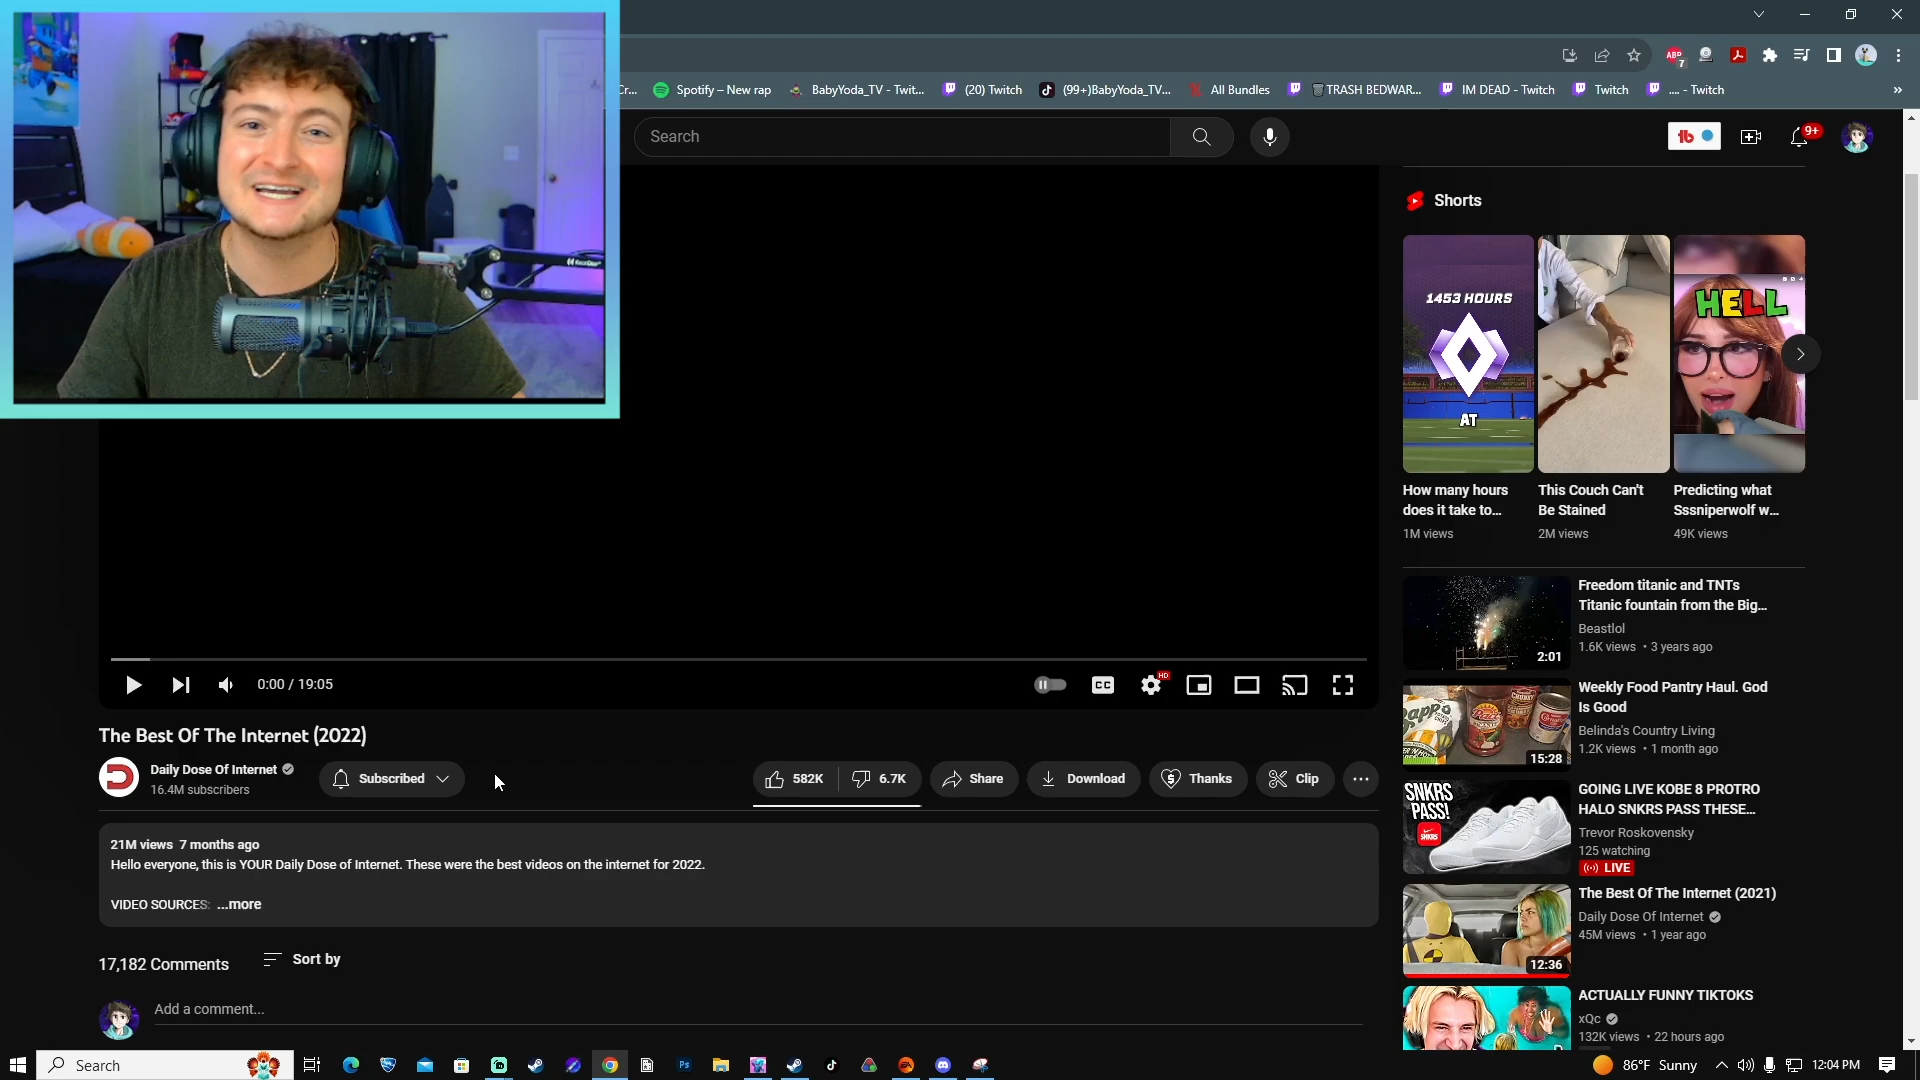 Cr...
Spotify – New rap
BabyYoda_TV - Twit...
(20) Twitch
(99+)BabyYoda_TV...
All Bundles
TRASH BEDWAR...
IM DEAD - Twitch
Twitch
.... - Twitch
»
ABP
7
Search
9+
Shorts
1453 HOURS
AT
HELL
How many hours
does it take to...
1M views
This Couch Can't
Be Stained
2M views
Predicting what
Sssniperwolf w...
49K views
2:01
Freedom titanic and TNTs
Titanic fountain from the Big...
Beastlol
1.6K views • 3 years ago
15:28
Weekly Food Pantry Haul. God
Is Good
Belinda's Country Living
1.2K views • 1 month ago
SNKRS
PASS!
GOING LIVE KOBE 8 PROTRO
HALO SNKRS PASS THESE...
Trevor Roskovensky
125 watching
LIVE
12:36
The Best Of The Internet (2021)
Daily Dose Of Internet
45M views • 1 year ago
ACTUALLY FUNNY TIKTOKS
xQc
132K views • 22 hours ago
0:00 / 19:05
CC
HD
The Best Of The Internet (2022)
Daily Dose Of Internet
16.4M subscribers
Subscribed
582K
6.7K
Share
Download
Thanks
Clip
21M views 7 months ago
Hello everyone, this is YOUR Daily Dose of Internet. These were the best videos on the internet for 2022.
VIDEO SOURCES: ...more
17,182 Comments
Sort by
Add a comment...
Search
Ps
86°F Sunny
12:04 PM